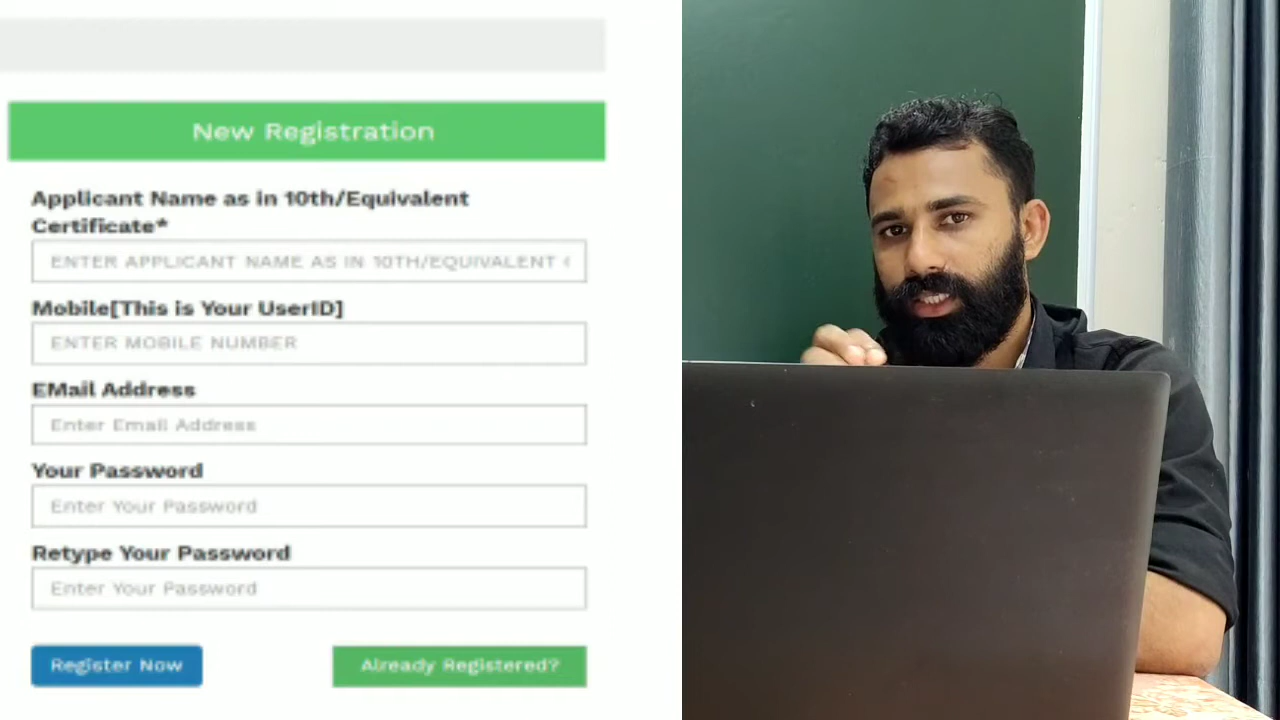 New Registration
Applicant Name as in 10th/Equivalent
Certificate*
ENTER APPLICANT NAME AS IN 10TH/EQUIVALENT
Mobile[This is Your UserID]
ENTER MOBILE NUMBER
EMail Address
Enter Email Address
Your Password
Enter Your Password
Retype Your Password
Enter Your Password
Register Now
Already Registered?